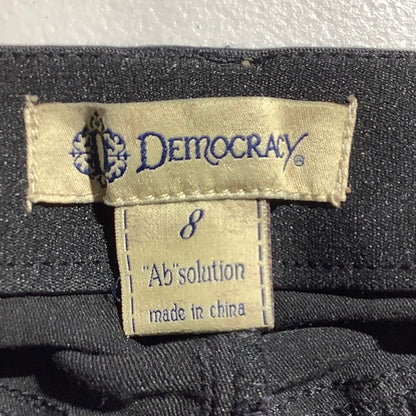 DEMOCRACY®
8
"Ab"solution
made in china